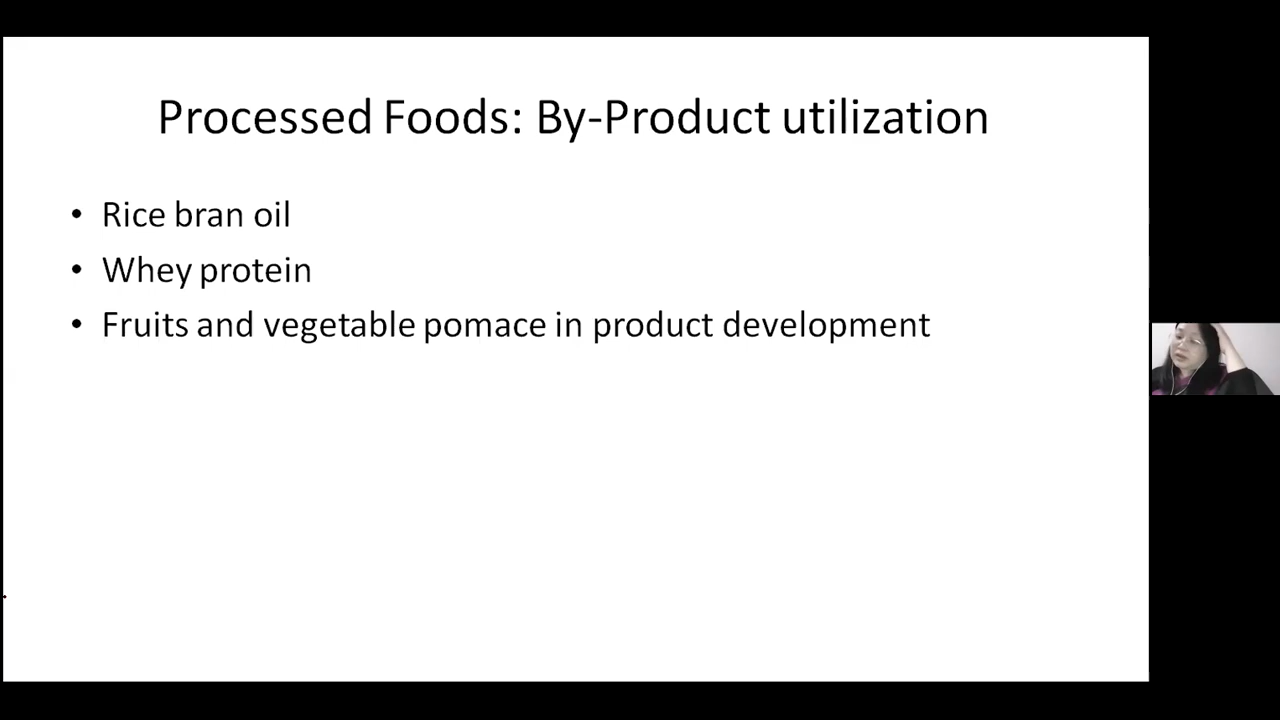 Processed Foods: By-Product utilization
• Rice bran oil
• Whey protein
• Fruits and vegetable pomace in product development